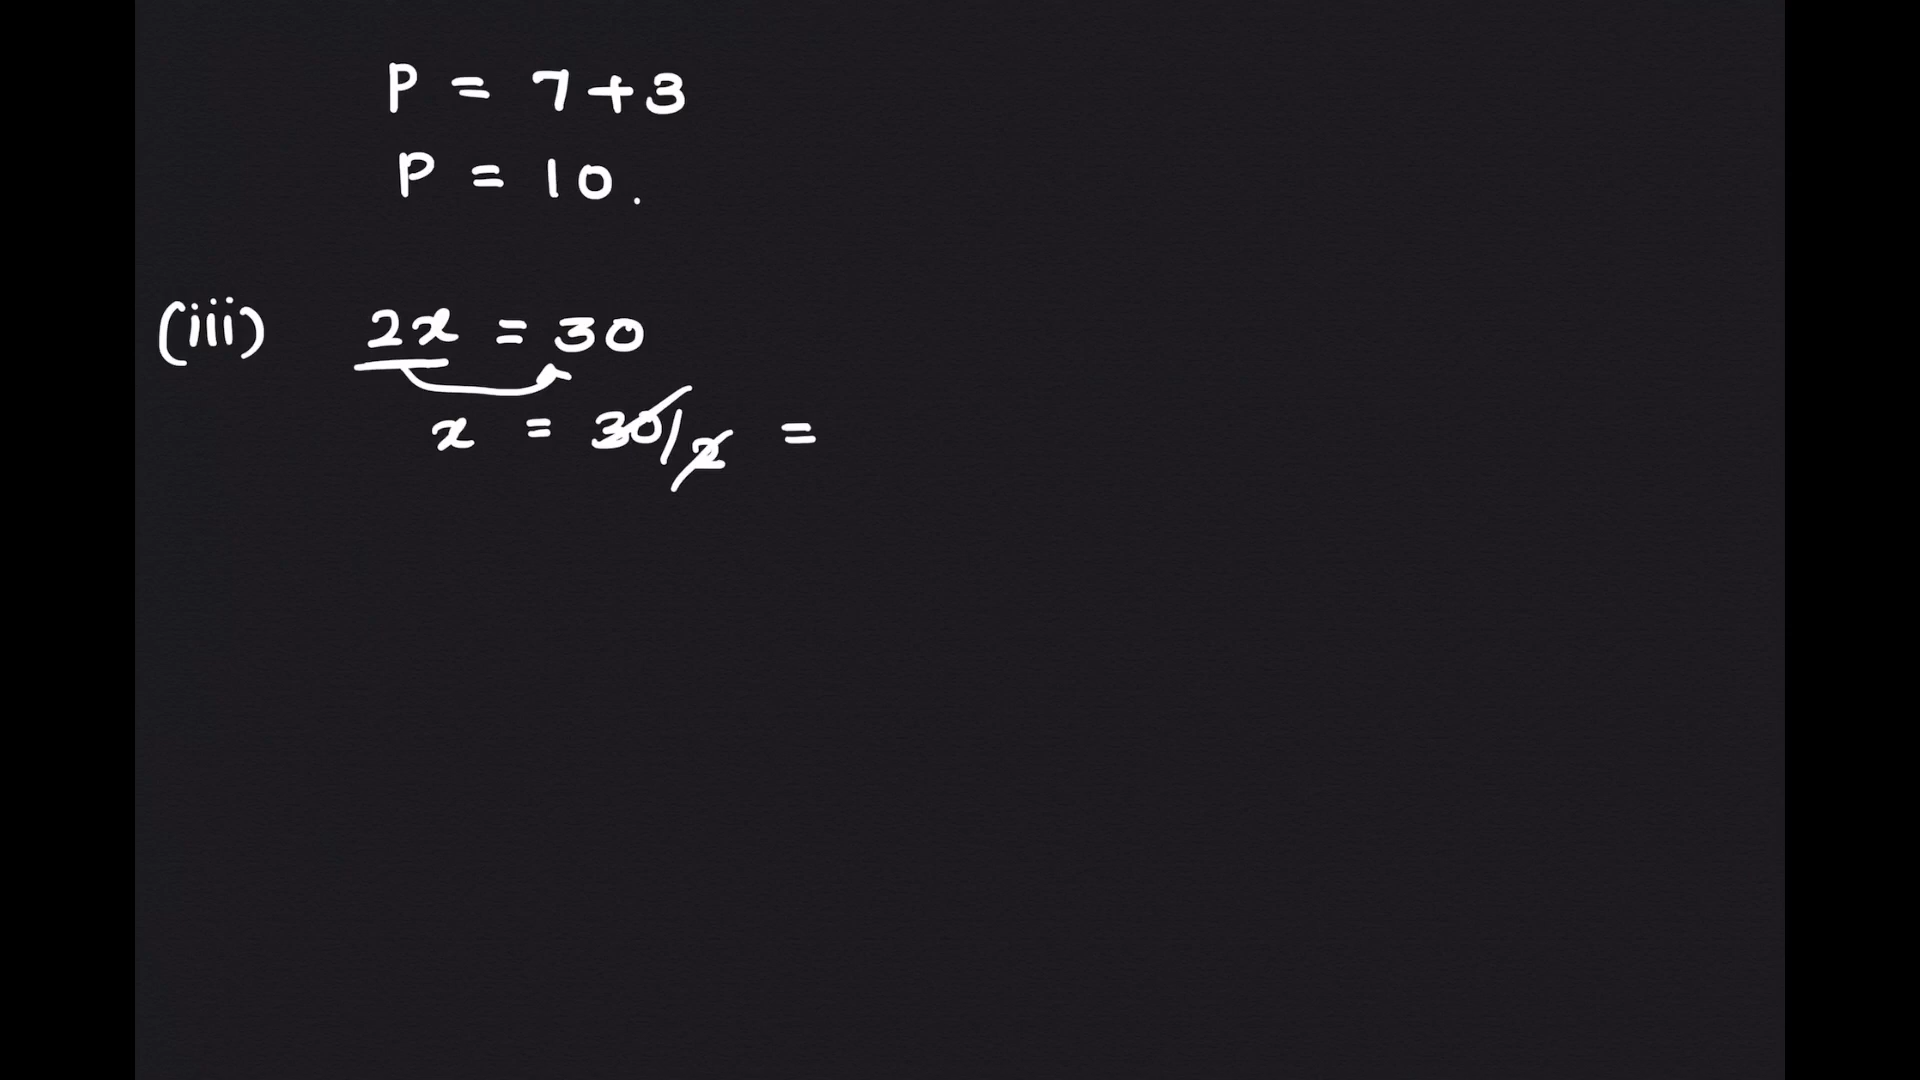 P = 7+3
P = 10.
(iii) 2x = 30
x = 30/2 =